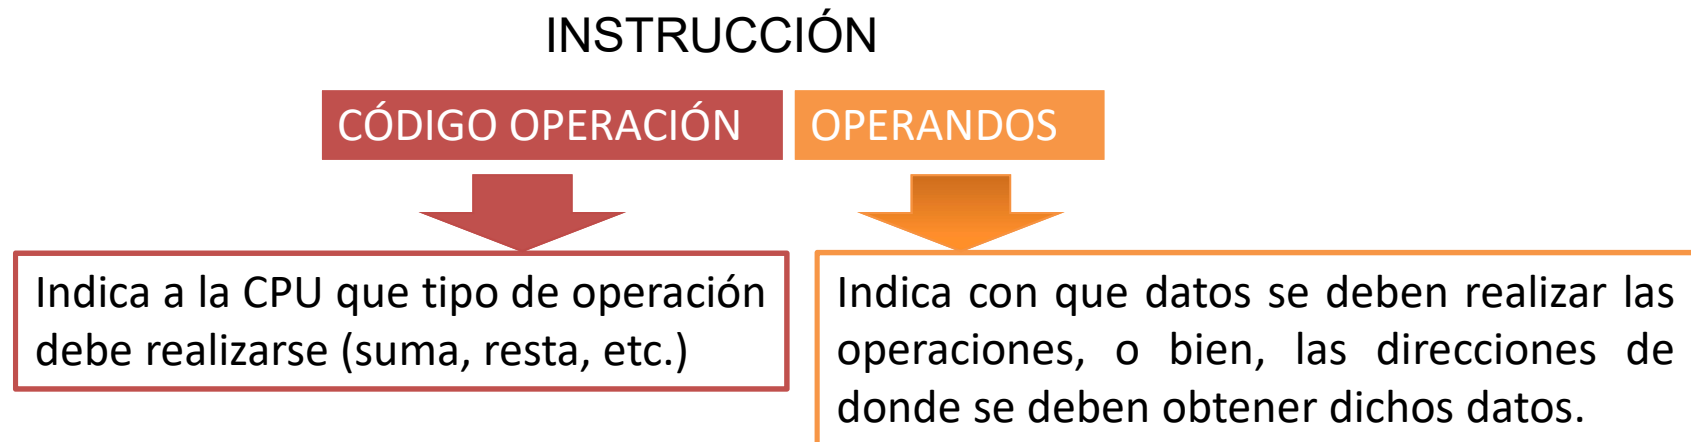 INSTRUCCIÓN
CÓDIGO OPERACIÓN
OPERANDOS
Indica a la CPU que tipo de operación
debe realizarse (suma, resta, etc.)
Indica con que datos se deben realizar las
operaciones, o bien, las direcciones de
donde se deben obtener dichos datos.